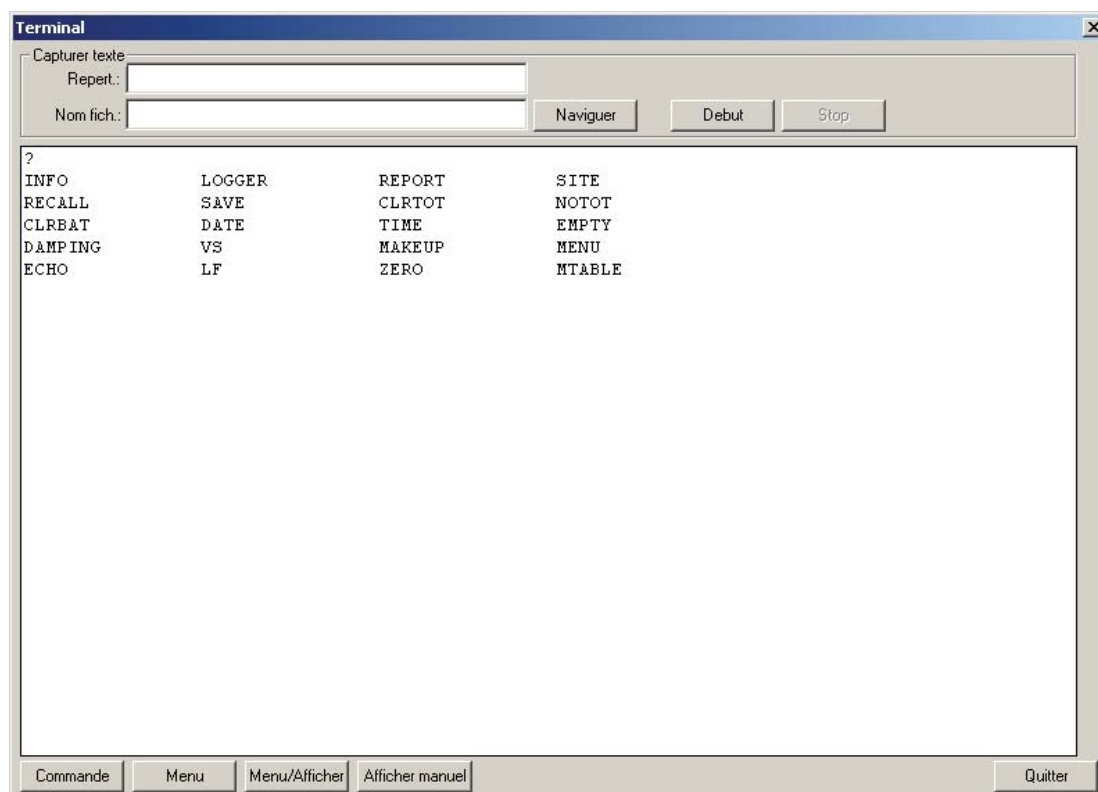 Terminal
Capturer texte
Repert.:
Nom fich.: Naviguer Debut Stop
?
INFO LOGGER REPORT SITE
RECALL SAVE CLRTOT NOTOT
CLRBAT DATE TIME EMPTY
DAMPING VS MAKEUP MENU
ECHO LF ZERO MTABLE
Commande Menu Menu/Afficher Afficher manuel Quitter